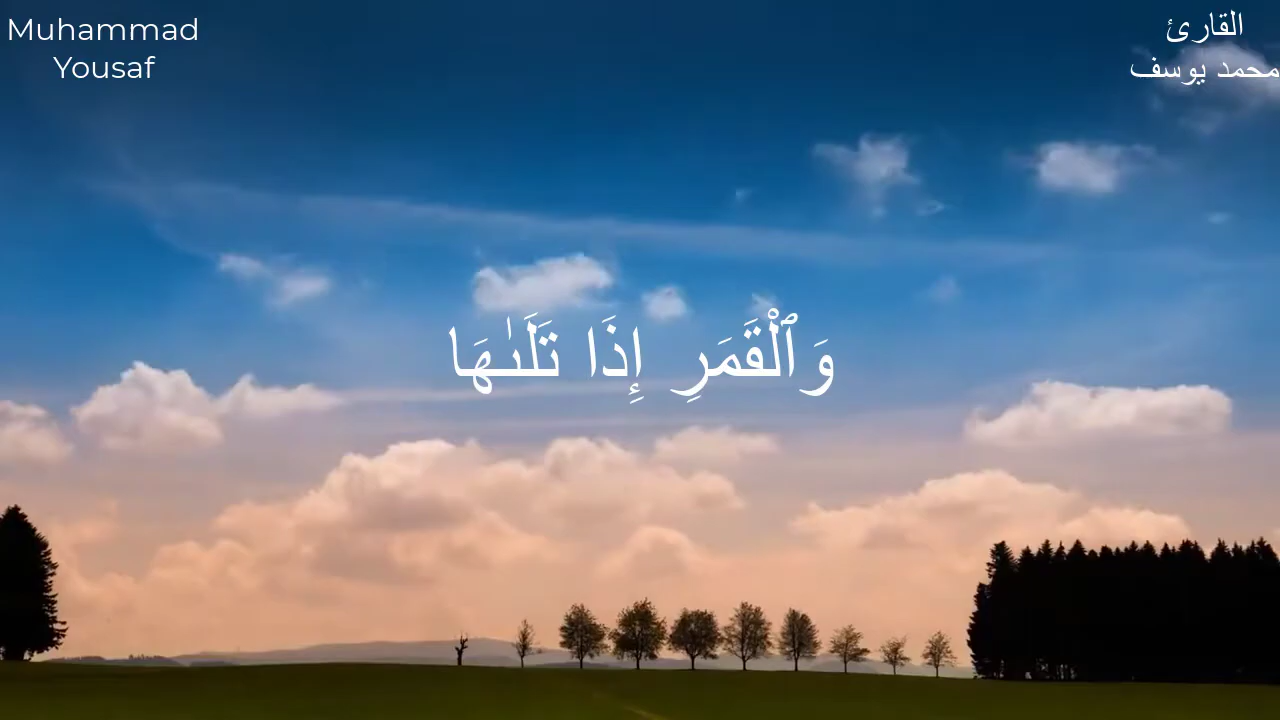 Muhammad
Yousaf
القارئ
محمد يوسف
وَٱلْقَمَرِ إِذَا تَلَىٰهَا